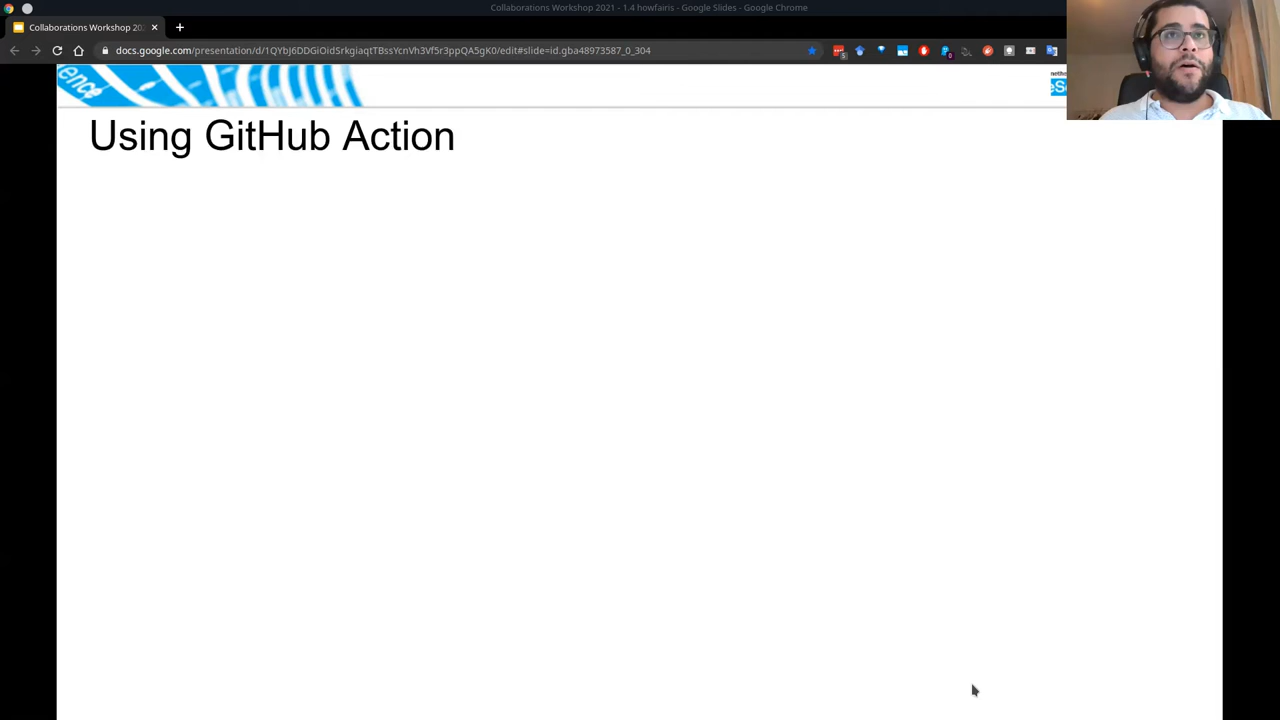 Collaborations Workshop 2021 - 1.4 howfairis - Google Slides - Google Chrome
Collaborations Workshop 20
docs.google.com/presentation/d/1QYbJ6DDGiOidSrkgiaqtTBssYcnVh3Vf5r3ppQA5gK0/edit#slide=id.gba48973587_0_304
ence
Using GitHub Action